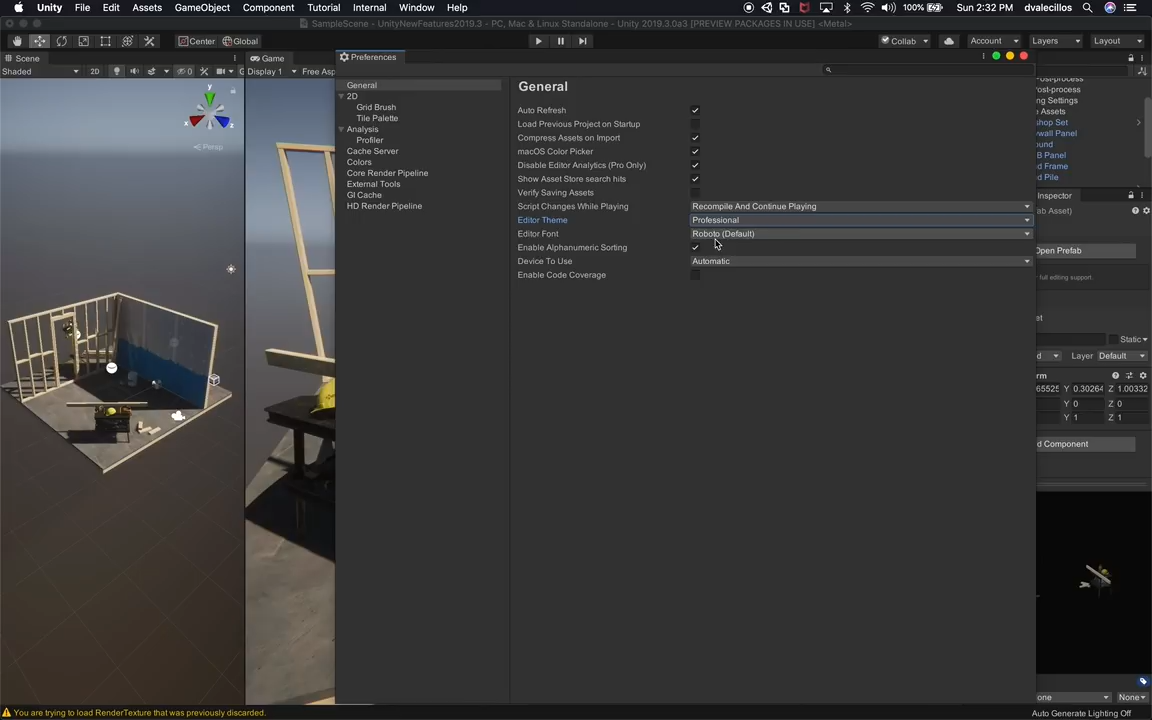 Unity File Edit Assets GameObject Component Tutorial Internal Window Help 100% Sun 2:32 PM dvalecillos
SampleScene - UnityNewFeatures2019.3 - PC, Mac & Linux Standalone - Unity 2019.3.0a3 [PREVIEW PACKAGES IN USE] <Metal>
Center Global Collab Account Layers Layout
Scene Game Preferences
Shaded 2D 0 Display 1 Free Asp
y
x
z
Persp
General
2D
Grid Brush
Tile Palette
Analysis
Profiler
Cache Server
Colors
Core Render Pipeline
External Tools
GI Cache
HD Render Pipeline
General
Auto Refresh
Load Previous Project on Startup
Compress Assets on Import
macOS Color Picker
Disable Editor Analytics (Pro Only)
Show Asset Store search hits
Verify Saving Assets
Script Changes While Playing Recompile And Continue Playing
Editor Theme Professional
Editor Font Roboto (Default)
Enable Alphanumeric Sorting
Device To Use Automatic
Enable Code Coverage
Post-process
ost-process
ng Settings
e Assets
shop Set
wall Panel
ound
B Panel
d Frame
d Pile
Inspector
ab Asset)
Open Prefab
full editing support.
et
Static
d Layer Default
rm
65525 Y 0.30264 Z 1.00332
Y 0 Z 0
Y 1 Z 1
d Component
one None
You are trying to load RenderTexture that was previously discarded.
Auto Generate Lighting Off